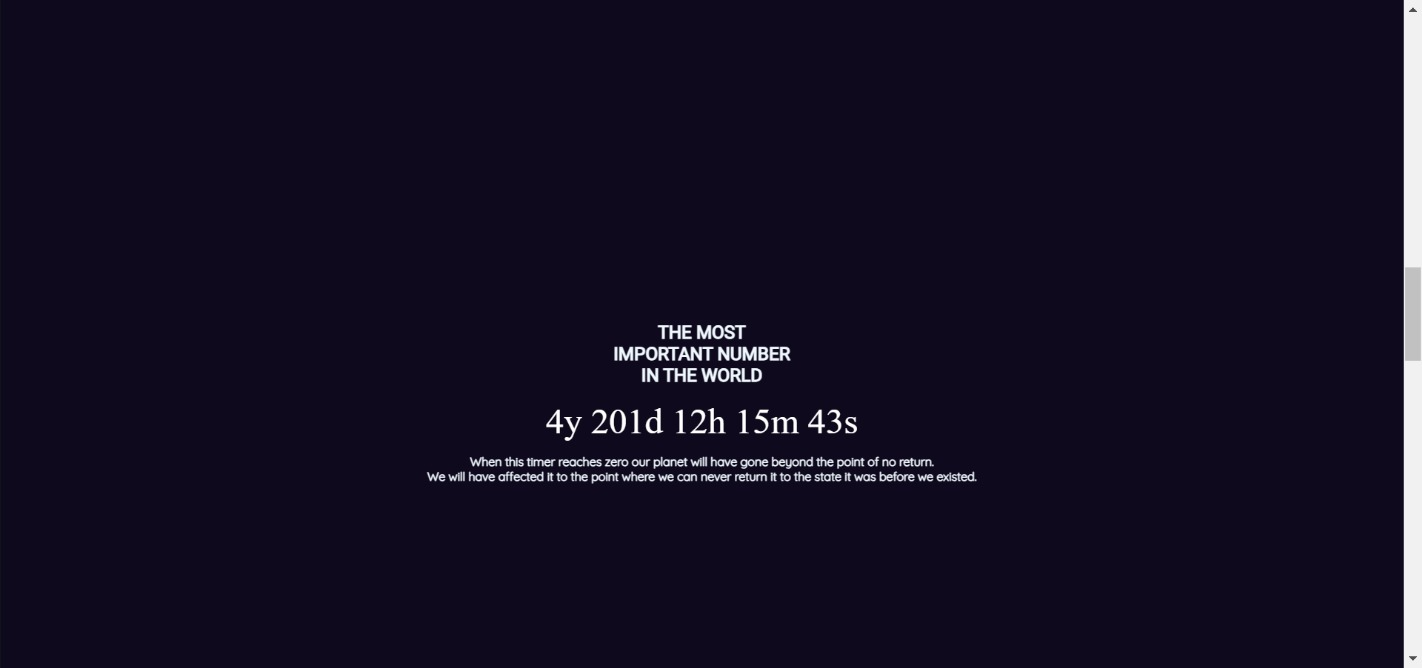 THE MOST
IMPORTANT NUMBER
IN THE WORLD
4y 201d 12h 15m 43s
When this timer reaches zero our planet will have gone beyond the point of no return.
We will have affected it to the point where we can never return it to the state it was before we existed.